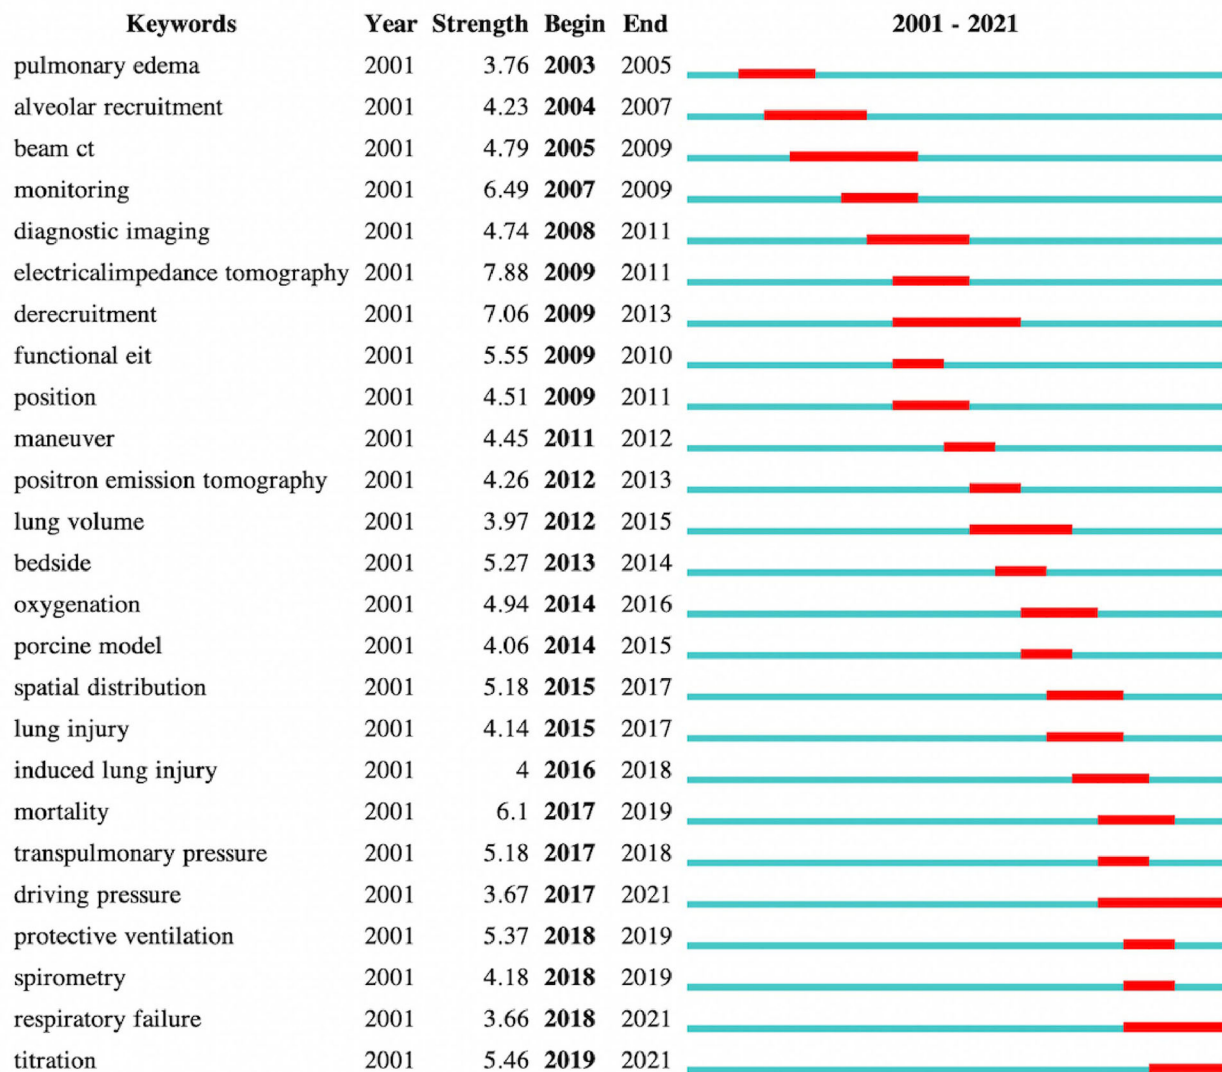 Keywords Year Strength Begin End 2001 - 2021
pulmonary edema 2001 3.76 2003 2005
alveolar recruitment 2001 4.23 2004 2007
beam ct 2001 4.79 2005 2009
monitoring 2001 6.49 2007 2009
diagnostic imaging 2001 4.74 2008 2011
electricalimpedance tomography 2001 7.88 2009 2011
derecruitment 2001 7.06 2009 2013
functional eit 2001 5.55 2009 2010
position 2001 4.51 2009 2011
maneuver 2001 4.45 2011 2012
positron emission tomography 2001 4.26 2012 2013
lung volume 2001 3.97 2012 2015
bedside 2001 5.27 2013 2014
oxygenation 2001 4.94 2014 2016
porcine model 2001 4.06 2014 2015
spatial distribution 2001 5.18 2015 2017
lung injury 2001 4.14 2015 2017
induced lung injury 2001 4 2016 2018
mortality 2001 6.1 2017 2019
transpulmonary pressure 2001 5.18 2017 2018
driving pressure 2001 3.67 2017 2021
protective ventilation 2001 5.37 2018 2019
spirometry 2001 4.18 2018 2019
respiratory failure 2001 3.66 2018 2021
titration 2001 5.46 2019 2021